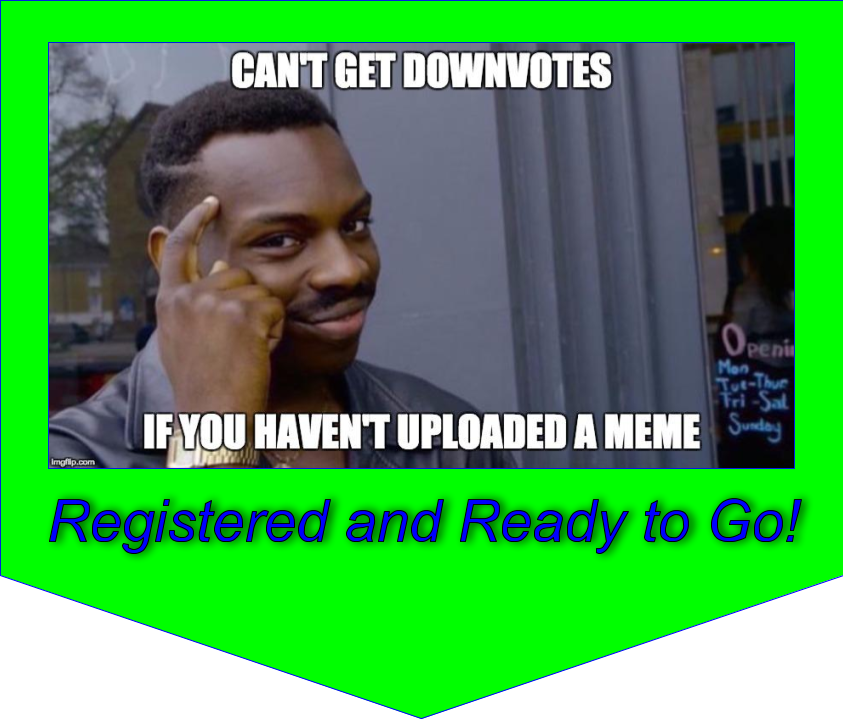 CAN'T GET DOWNVOTES
Openin
Mon
Tue-Thur
Fri-Sat
Sunday
IF YOU HAVEN'T UPLOADED A MEME
imgflip.com
Registered and Ready to Go!